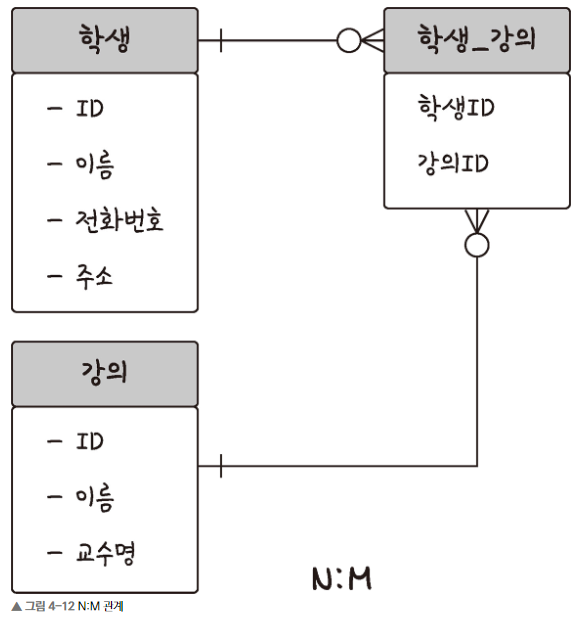 학생
- ID
- 이름
- 전화번호
- 주소
학생_강의
학생ID
강의ID
강의
- ID
- 이름
- 교수명
N:M
▲ 그림 4-12 N:M 관계